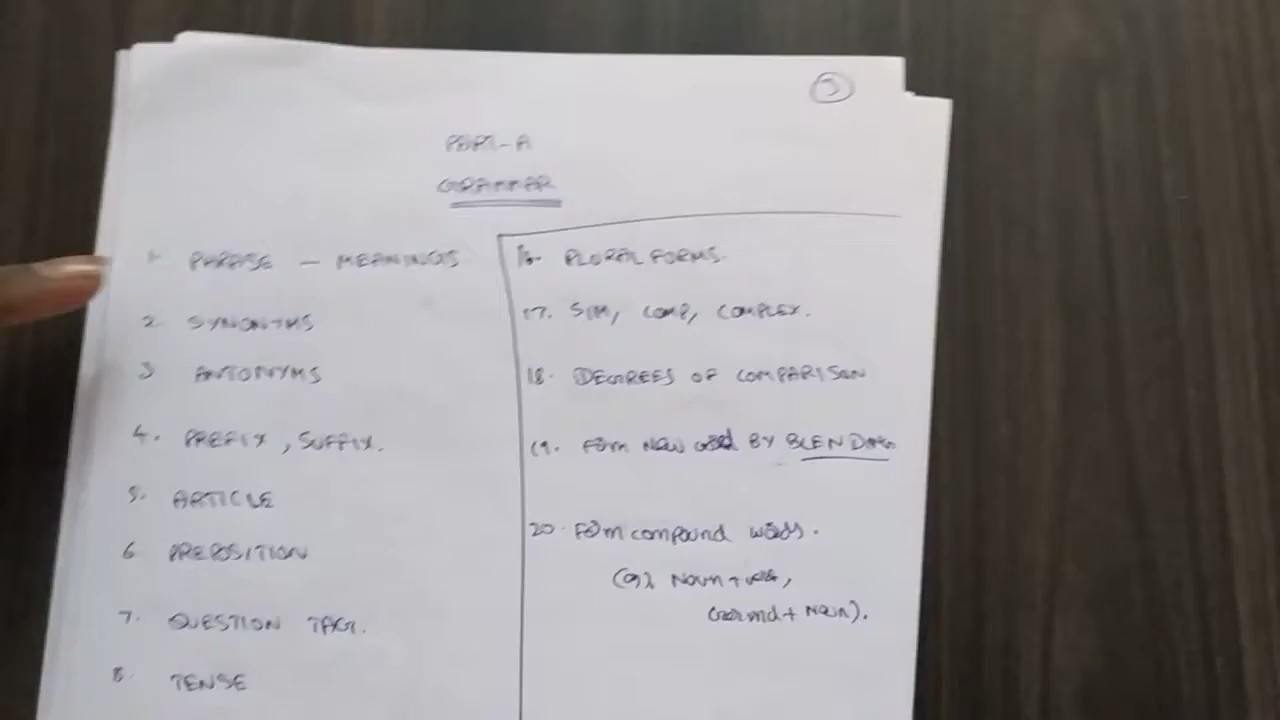 5
PART-A
GRAMMAR
1. PHRASE - MEANINGS
2. SYNONYMS
3 ANTONYMS
4. PREFIX, SUFFIX.
5. ARTICLE
6 PREPOSITION
7. QUESTION TAG.
8. TENSE
16. PLURAL FORMS.
17. SIM, COMP, COMPLEX.
18. DEGREES OF COMPARISON
19. Form New word BY BLENDING
20. Form compound words.
(eg) Noun + verb,
Gerund + Noun).